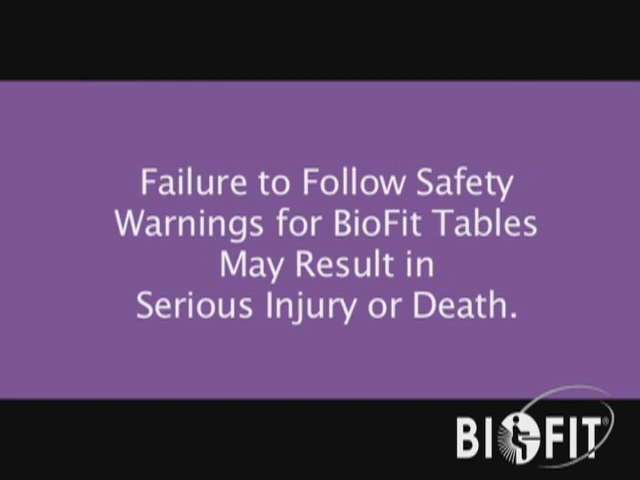 Failure to Follow Safety
Warnings for BioFit Tables
May Result in
Serious Injury or Death.
BIOFIT®